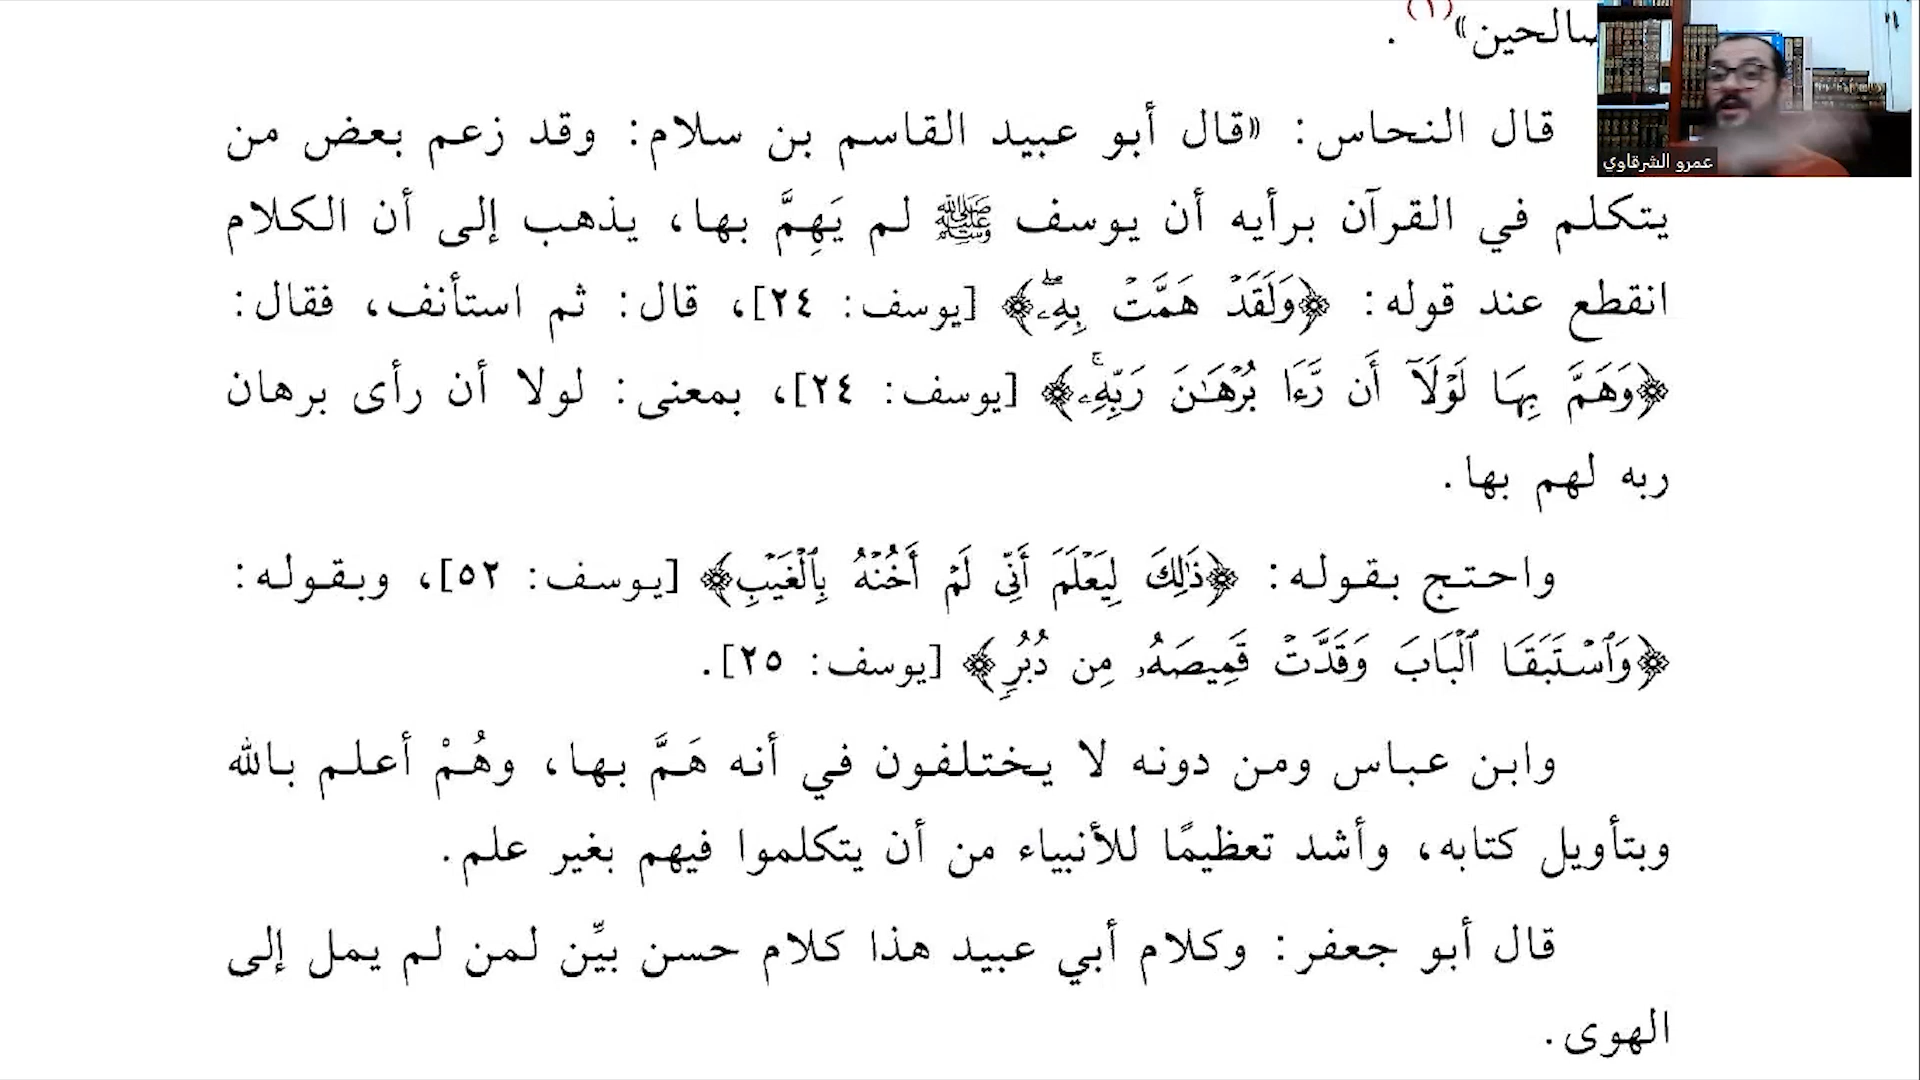 صالحين»(١).
قال النحاس: «قال أبو عبيد القاسم بن سلام: وقد زعم بعض من
يتكلم في القرآن برأيه أن يوسف ﷺ لم يَهِمَّ بها، يذهب إلى أن الكلام
انقطع عند قوله: ﴿وَلَقَدۡ هَمَّتۡ بِهِۦۖ﴾ [يوسف: ٢٤]، قال: ثم استأنف، فقال:
﴿وَهَمَّ بِهَا لَوۡلَآ أَن رَّءَا بُرۡهَٰنَ رَبِّهِۦۚ﴾ [يوسف: ٢٤]، بمعنى: لولا أن رأى برهان
ربه لهم بها.
واحتج بقوله: ﴿ذَٰلِكَ لِيَعۡلَمَ أَنِّي لَمۡ أَخُنۡهُ بِٱلۡغَيۡبِ﴾ [يوسف: ٥٢]، وبقوله:
﴿وَٱسۡتَبَقَا ٱلۡبَابَ وَقَدَّتۡ قَمِيصَهُۥ مِن دُبُرٍ﴾ [يوسف: ٢٥].
وابن عباس ومن دونه لا يختلفون في أنه هَمَّ بها، وهُمْ أعلم بالله
وبتأويل كتابه، وأشد تعظيمًا للأنبياء من أن يتكلموا فيهم بغير علم.
قال أبو جعفر: وكلام أبي عبيد هذا كلام حسن بيِّن لمن لم يمل إلى
الهوى.
عمرو الشرقاوي